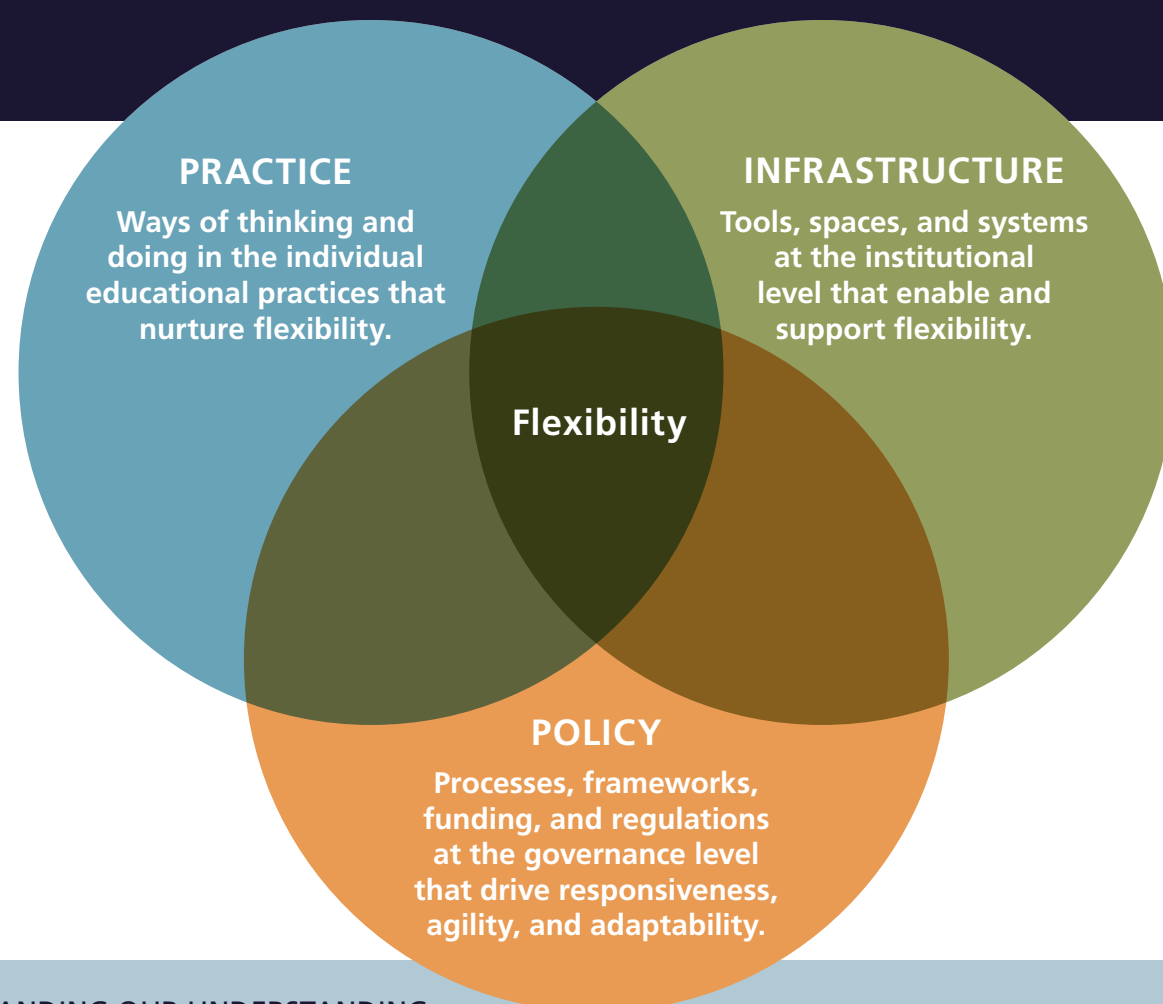 PRACTICE
Ways of thinking and
doing in the individual
educational practices that
nurture flexibility.
INFRASTRUCTURE
Tools, spaces, and systems
at the institutional
level that enable and
support flexibility.
Flexibility
POLICY
Processes, frameworks,
funding, and regulations
at the governance level
that drive responsiveness,
agility, and adaptability.
OUR UNDERSTANDING